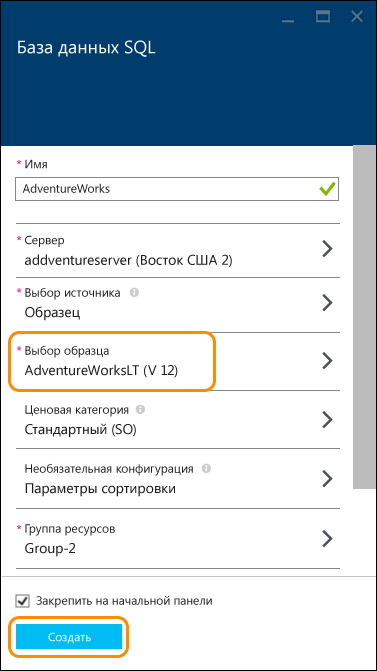 База данных SQL
* Имя
AdventureWorks
* Сервер
addventureserver (Восток США 2)
* Выбор источника
Образец
* Выбор образца
AdventureWorksLT (V 12)
Ценовая категория
Стандартный (SO)
Необязательная конфигурация
Параметры сортировки
* Группа ресурсов
Group-2
Закрепить на начальной панели
Создать